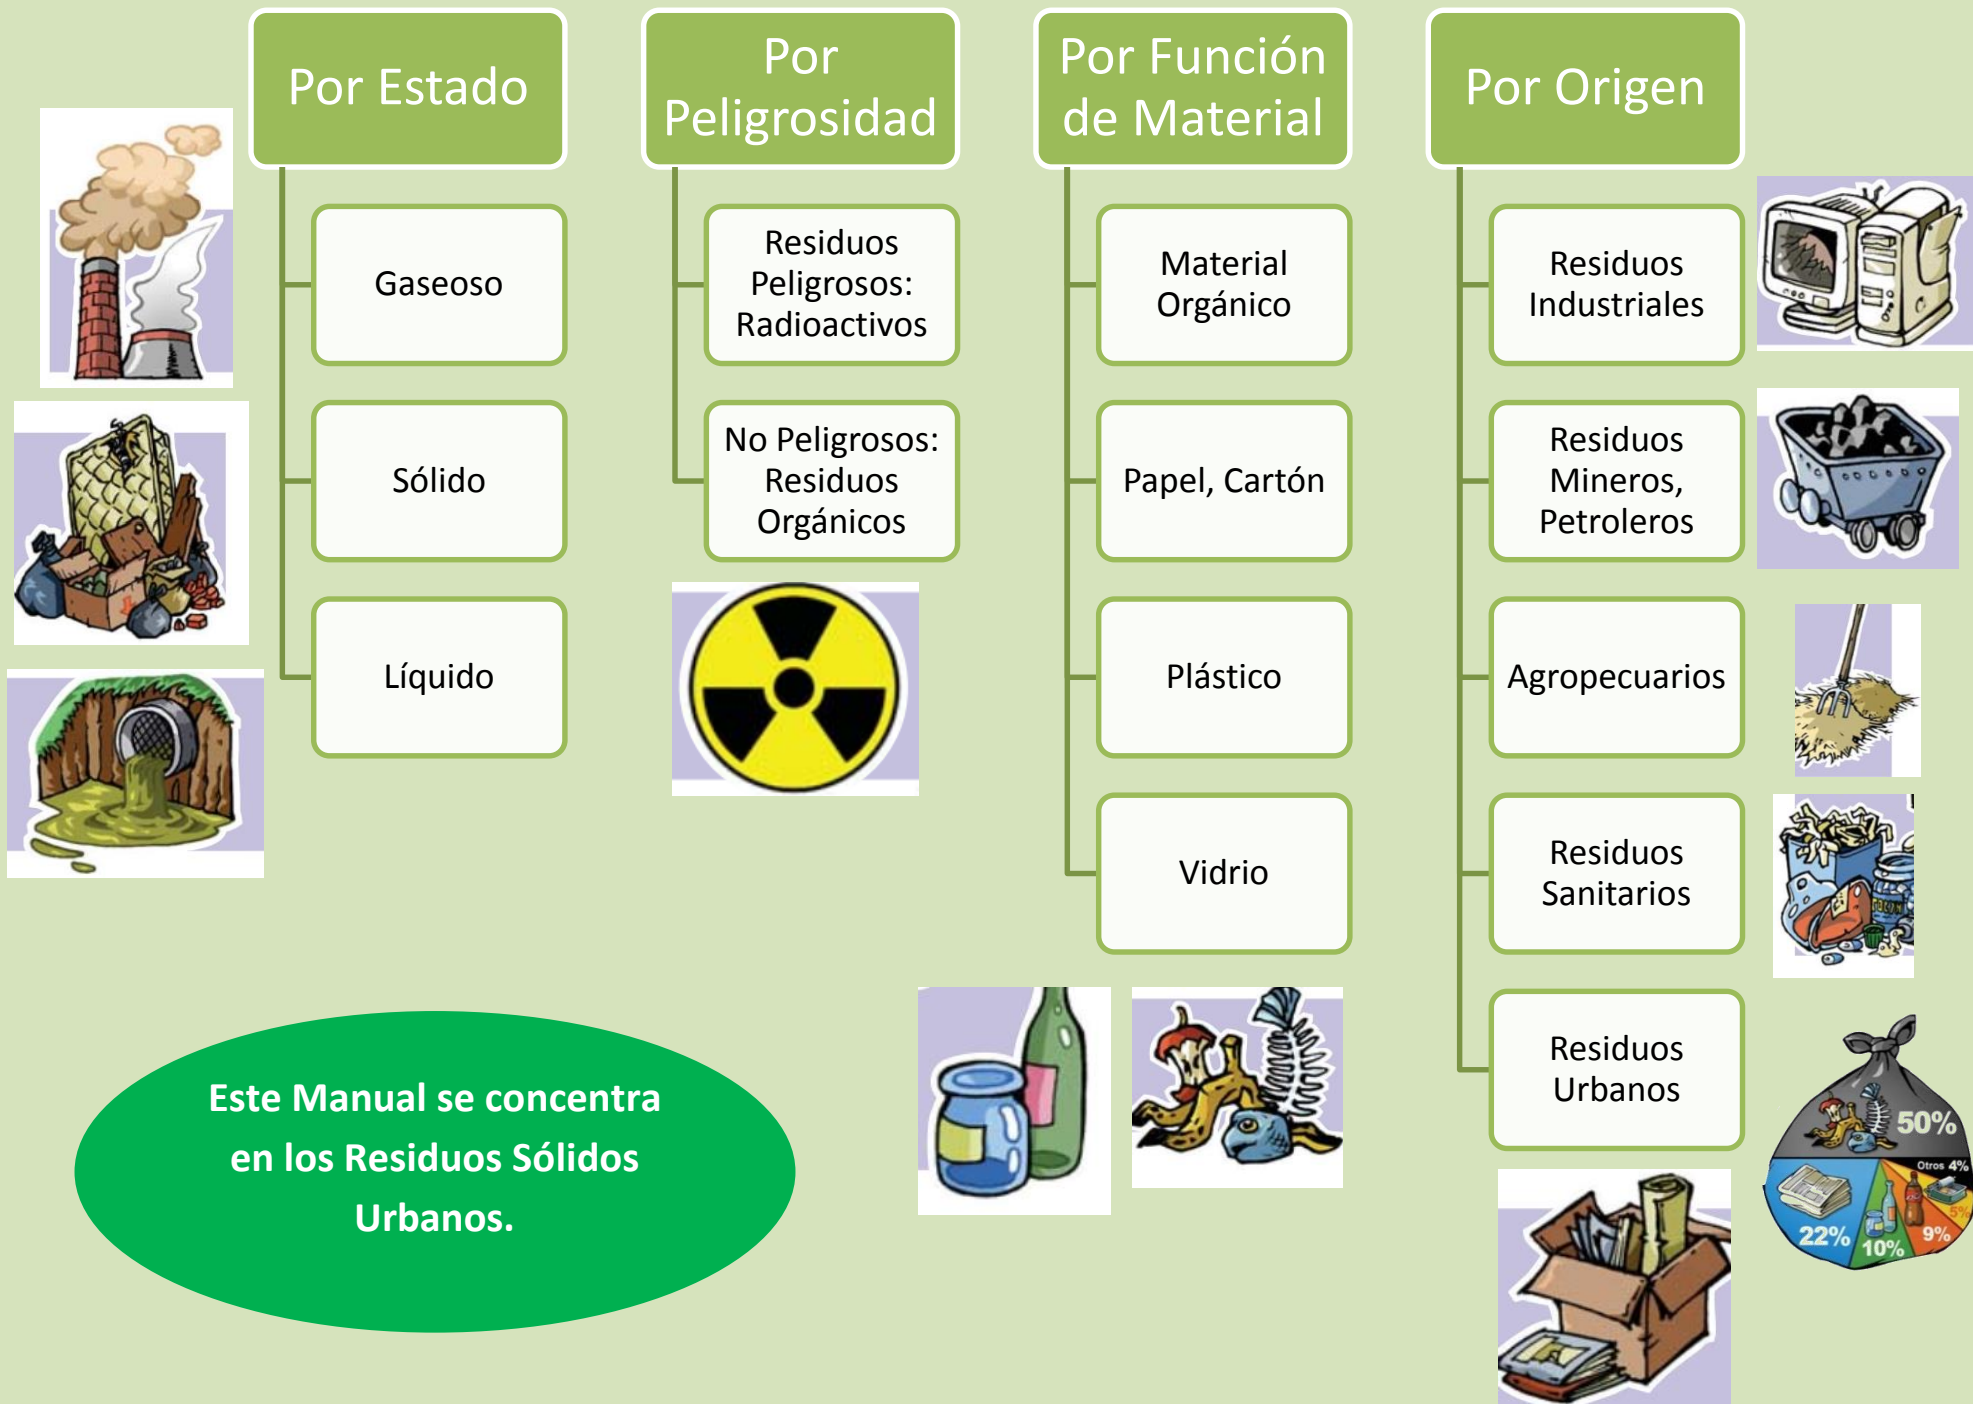 Por Estado
Gaseoso
Sólido
Líquido
Por
Peligrosidad
Residuos
Peligrosos:
Radioactivos
No Peligrosos:
Residuos
Orgánicos
Por Función
de Material
Material
Orgánico
Papel, Cartón
Plástico
Vidrio
Por Origen
Residuos
Industriales
Residuos
Mineros,
Petroleros
Agropecuarios
Residuos
Sanitarios
Residuos
Urbanos
50%
Otros 4%
5%
9%
10%
22%
Este Manual se concentra
en los Residuos Sólidos
Urbanos.